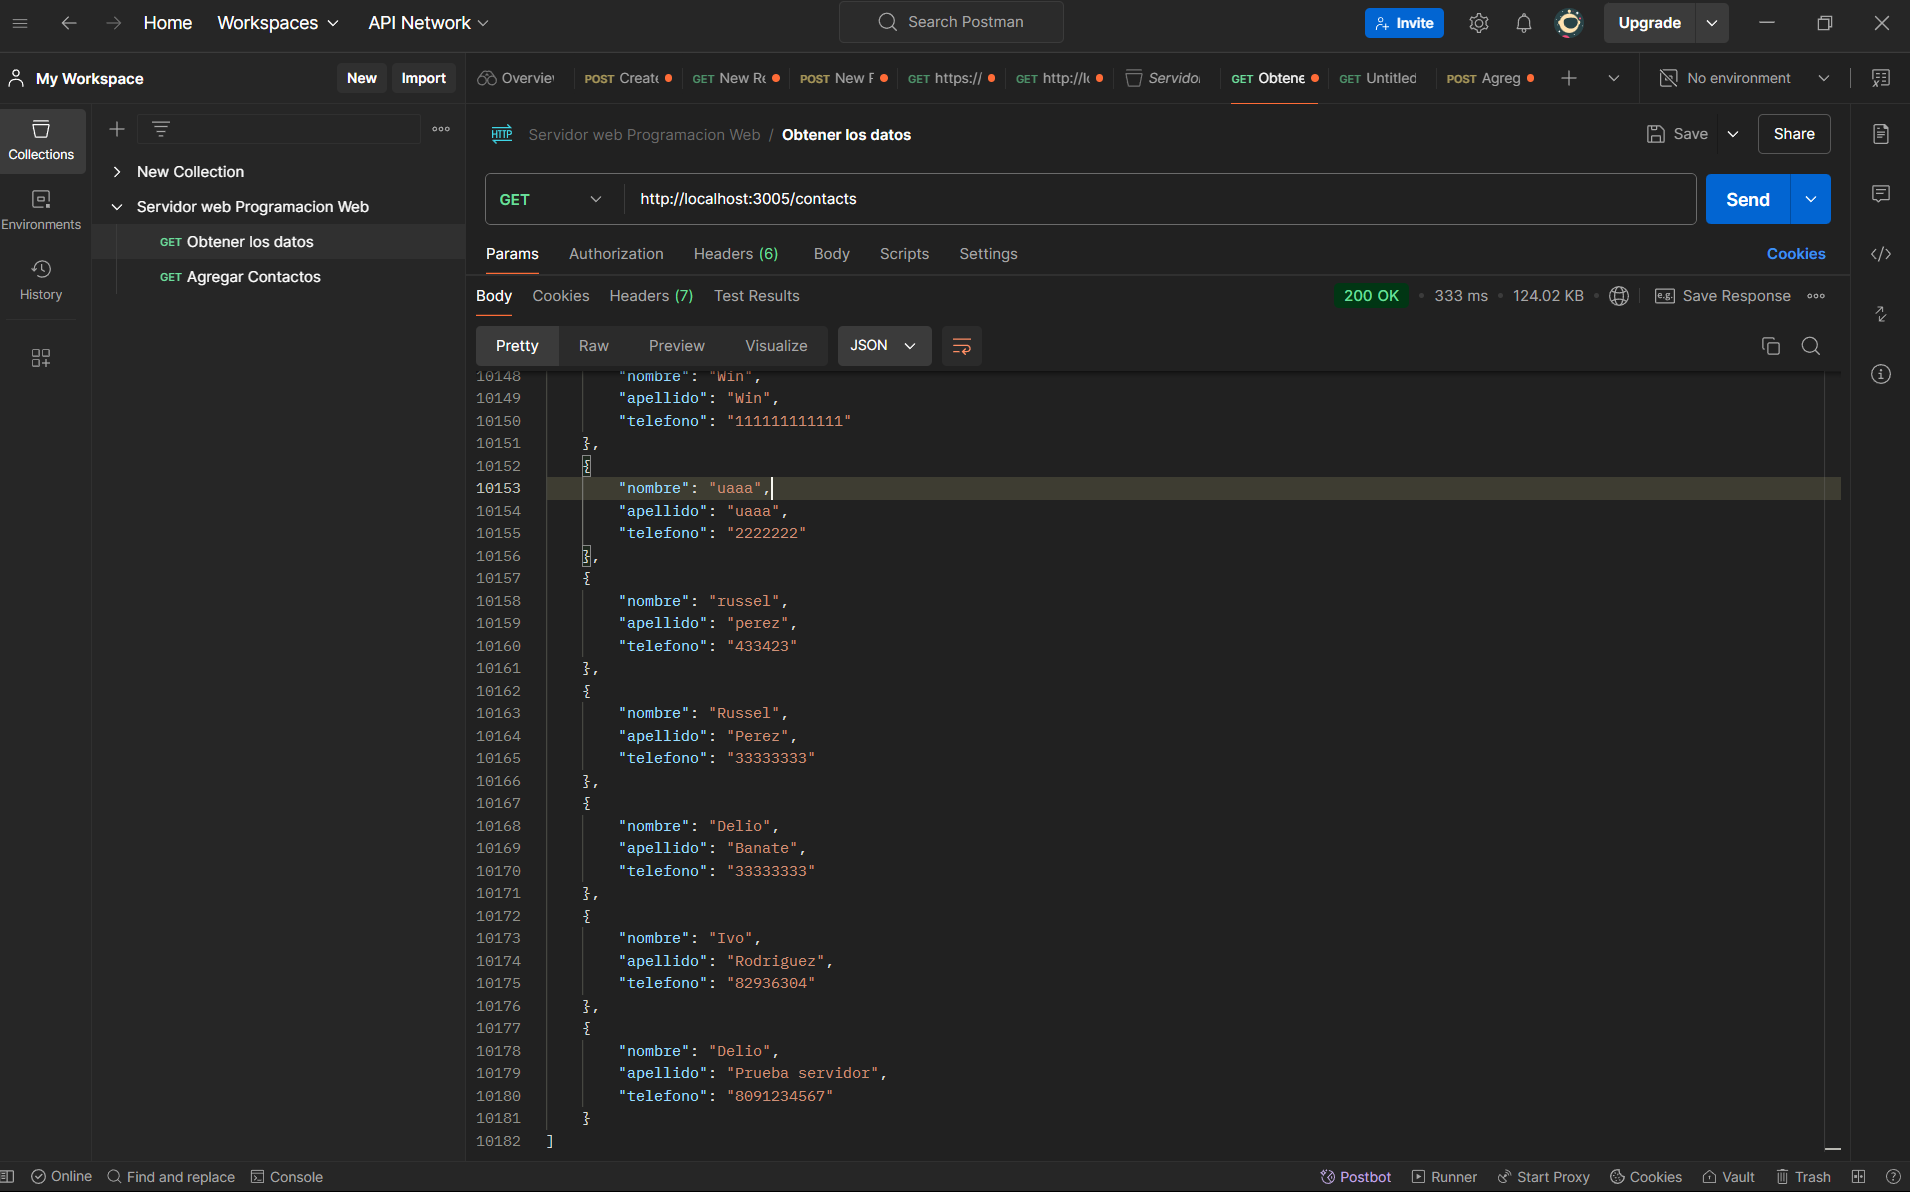 Home Workspaces API Network Search Postman Invite Upgrade
My Workspace New Import Overvie POST Create GET New Re POST New F GET https:// GET http://lo Servido GET Obtene GET Untitled POST Agreg No environment
Collections
Environments
History
New Collection
Servidor web Programacion Web
GET Obtener los datos
GET Agregar Contactos
HTTP Servidor web Programacion Web / Obtener los datos Save Share
GET http://localhost:3005/contacts Send
Params Authorization Headers (6) Body Scripts Settings Cookies
Body Cookies Headers (7) Test Results 200 OK • 333 ms • 124.02 KB • e.g. Save Response
Pretty Raw Preview Visualize JSON
10148 "nombre": "Win",
10149 "apellido": "Win",
10150 "telefono": "111111111111"
10151 },
10152 {
10153 "nombre": "uaaa",
10154 "apellido": "uaaa",
10155 "telefono": "2222222"
10156 },
10157 {
10158 "nombre": "russel",
10159 "apellido": "perez",
10160 "telefono": "433423"
10161 },
10162 {
10163 "nombre": "Russel",
10164 "apellido": "Perez",
10165 "telefono": "33333333"
10166 },
10167 {
10168 "nombre": "Delio",
10169 "apellido": "Banate",
10170 "telefono": "33333333"
10171 },
10172 {
10173 "nombre": "Ivo",
10174 "apellido": "Rodriguez",
10175 "telefono": "82936304"
10176 },
10177 {
10178 "nombre": "Delio",
10179 "apellido": "Prueba servidor",
10180 "telefono": "8091234567"
10181 }
10182 ]
Online Find and replace Console Postbot Runner Start Proxy Cookies Vault Trash